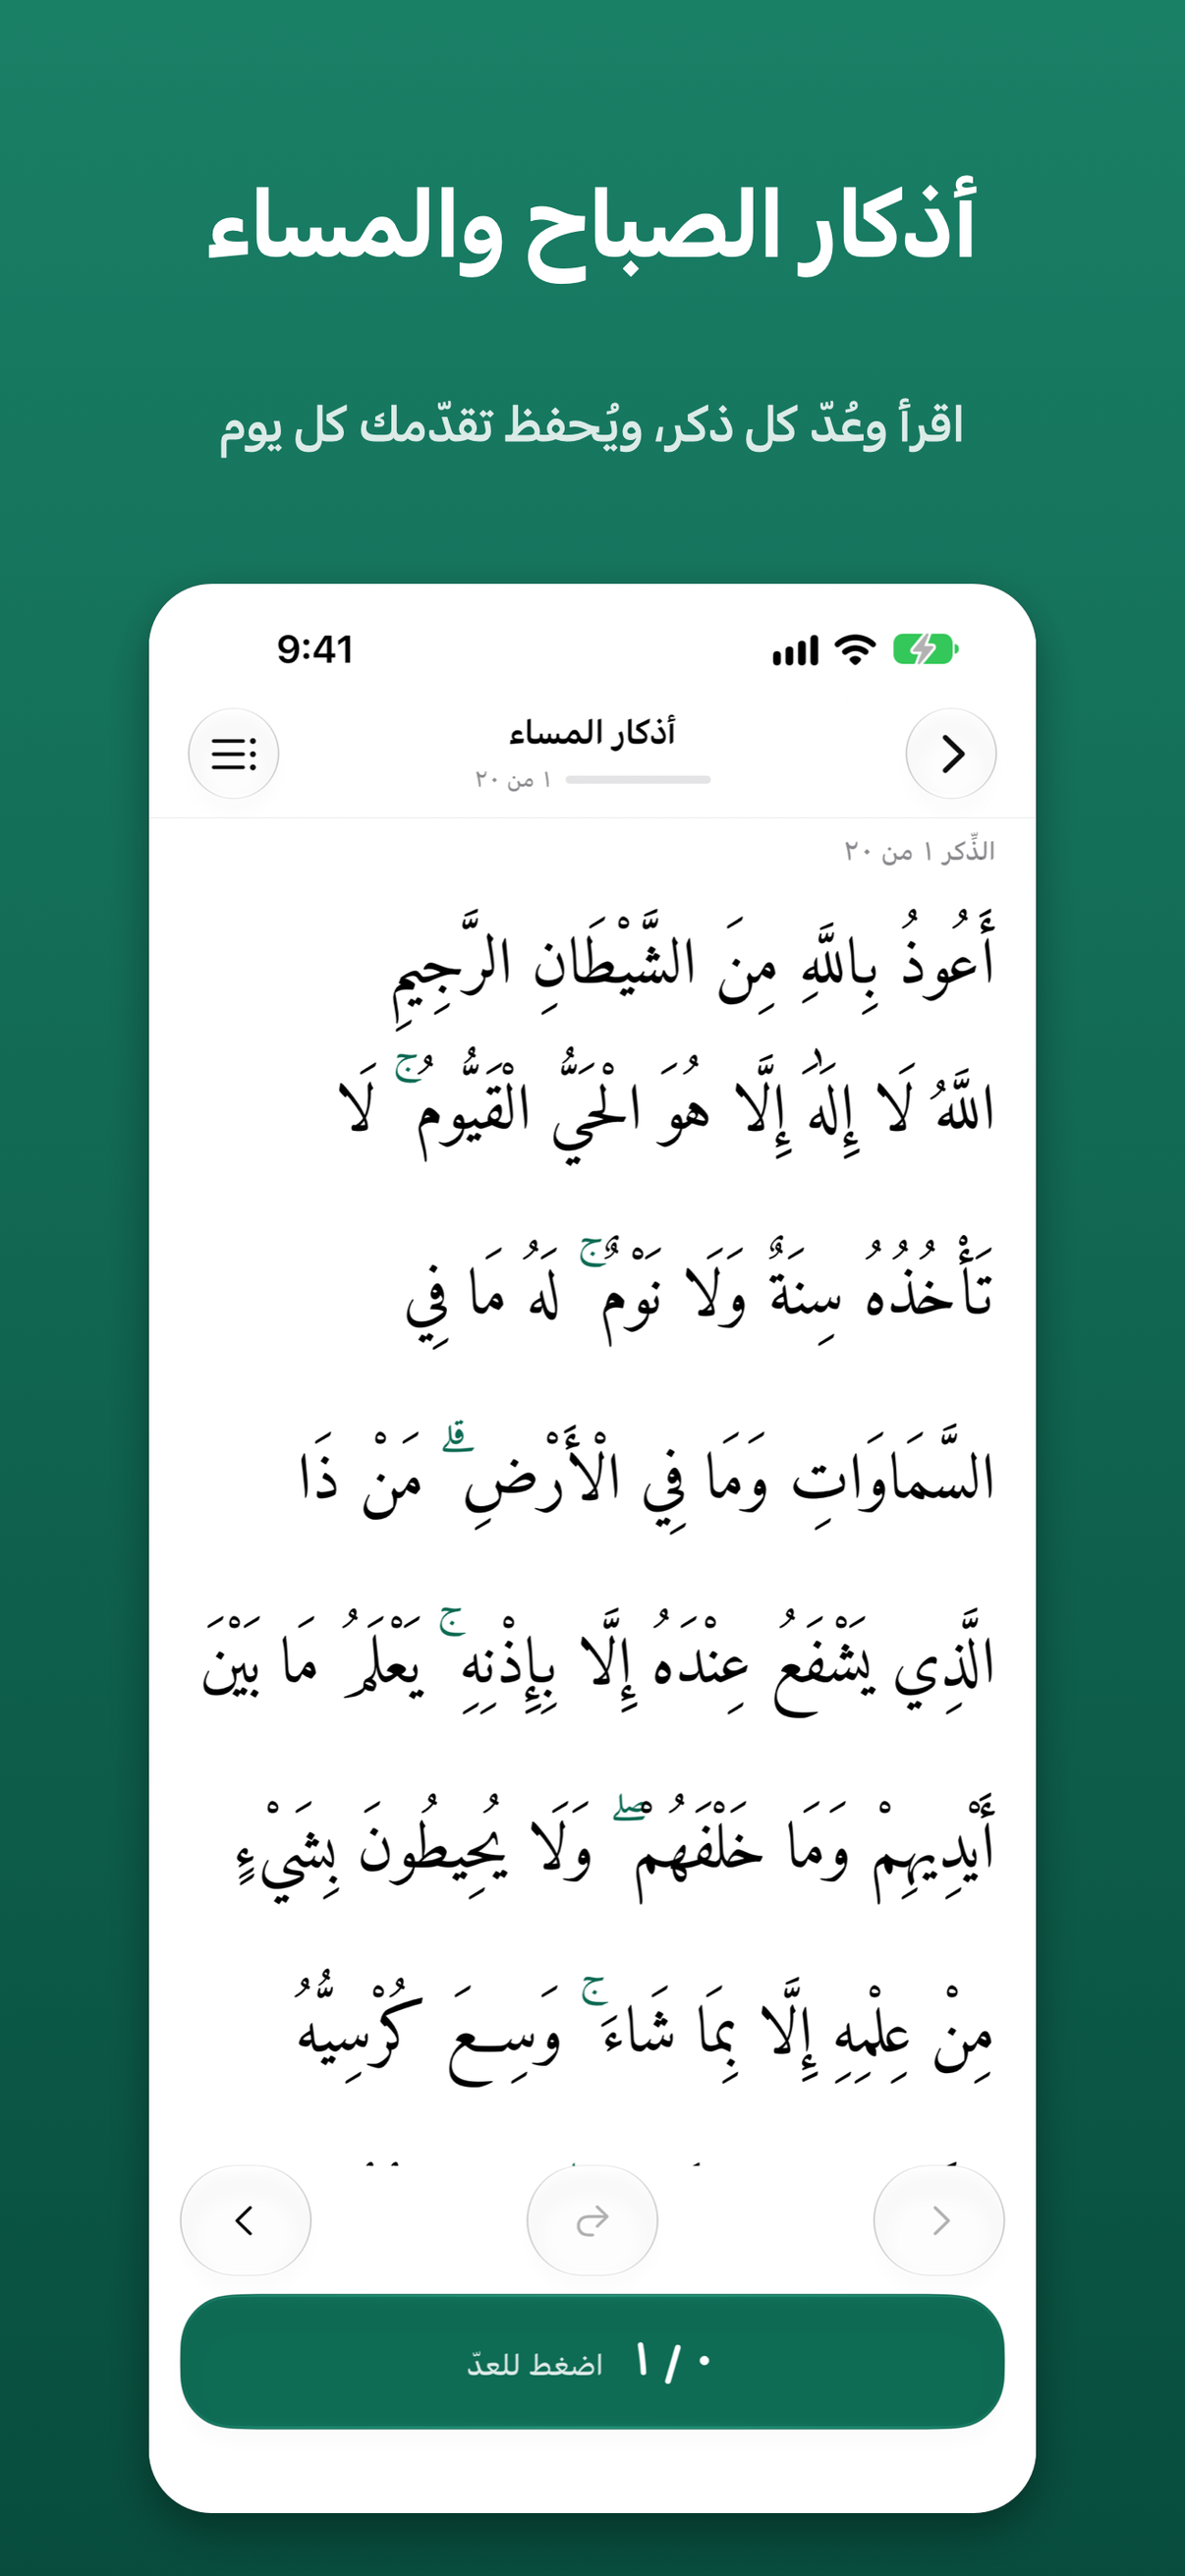 أذكار الصباح والمساء
اقرأ وعُدّ كل ذكر، ويُحفظ تقدّمك كل يوم
9:41
أذكار المساء
١ من ٢٠
الذِّكر ١ من ٢٠
أَعُوذُ بِاللَّهِ مِنَ الشَّيْطَانِ الرَّجِيمِ
اللَّهُ لَا إِلَٰهَ إِلَّا هُوَ الْحَيُّ الْقَيُّومُ ۚ لَا
تَأْخُذُهُ سِنَةٌ وَلَا نَوْمٌ ۚ لَهُ مَا فِي
السَّمَاوَاتِ وَمَا فِي الْأَرْضِ ۗ مَنْ ذَا
الَّذِي يَشْفَعُ عِنْدَهُ إِلَّا بِإِذْنِهِ ۚ يَعْلَمُ مَا بَيْنَ
أَيْدِيهِمْ وَمَا خَلْفَهُمْ ۖ وَلَا يُحِيطُونَ بِشَيْءٍ
مِنْ عِلْمِهِ إِلَّا بِمَا شَاءَ ۚ وَسِعَ كُرْسِيُّهُ
٠ / ١ اضغط للعدّ